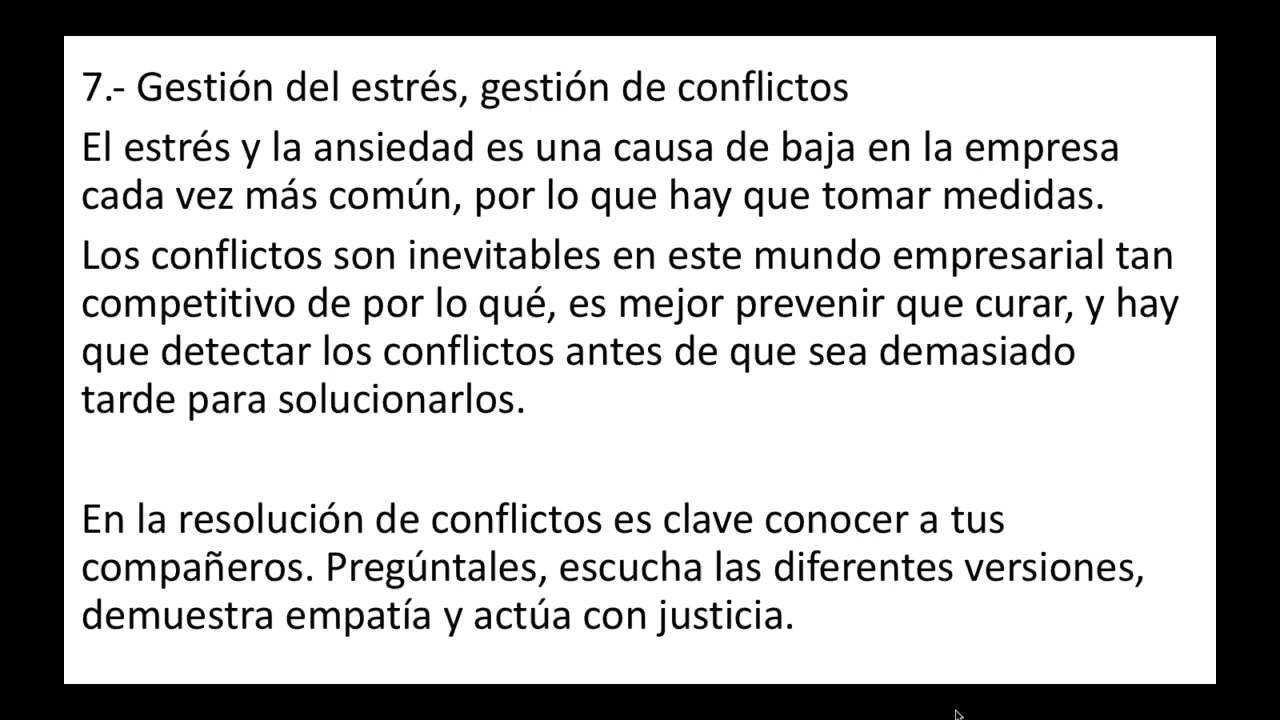 7.- Gestión del estrés, gestión de conflictos
El estrés y la ansiedad es una causa de baja en la empresa
cada vez más común, por lo que hay que tomar medidas.
Los conflictos son inevitables en este mundo empresarial tan
competitivo de por lo qué, es mejor prevenir que curar, y hay
que detectar los conflictos antes de que sea demasiado
tarde para solucionarlos.
En la resolución de conflictos es clave conocer a tus
compañeros. Pregúntales, escucha las diferentes versiones,
demuestra empatía y actúa con justicia.